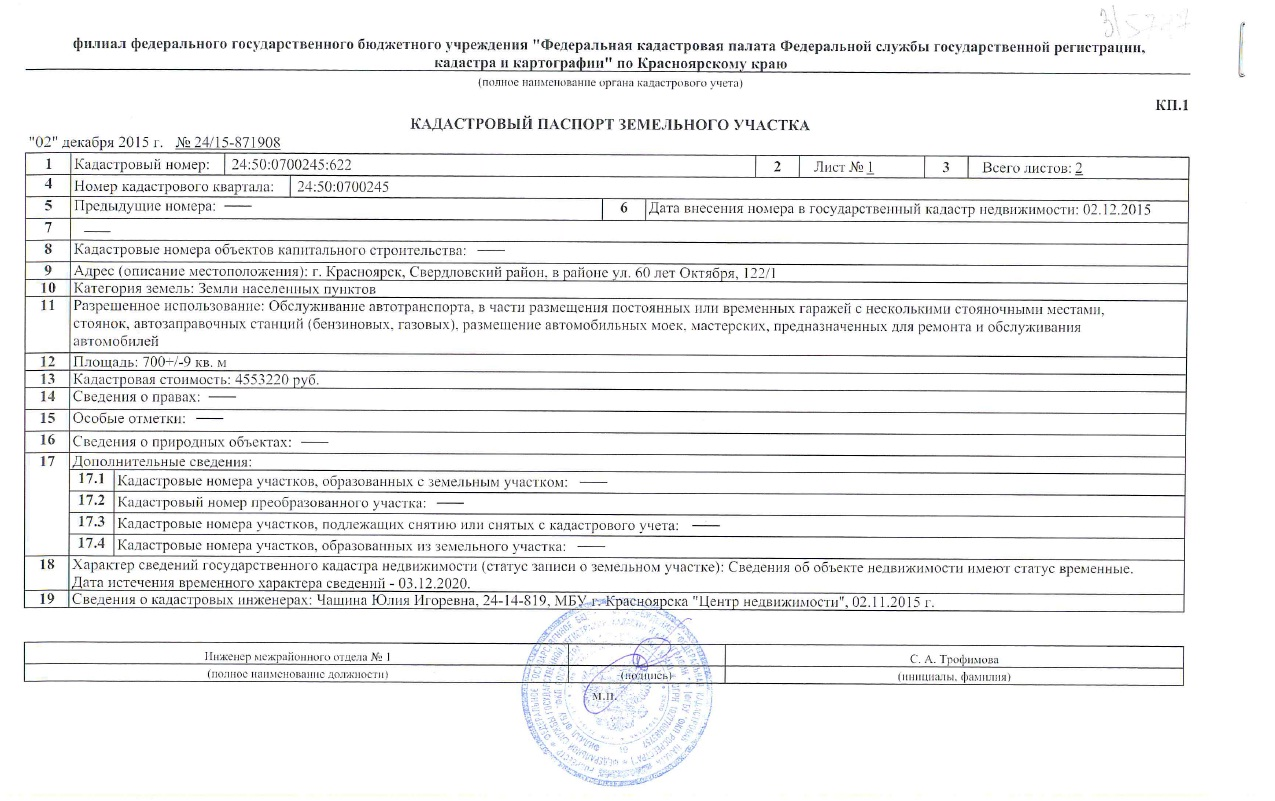 филиал федерального государственного бюджетного учреждения "Федеральная кадастровая палата Федеральной службы государственной регистрации,
кадастра и картографии" по Красноярскому краю
(полное наименование органа кадастрового учета)
КП.1
КАДАСТРОВЫЙ ПАСПОРТ ЗЕМЕЛЬНОГО УЧАСТКА
"02" декабря 2015 г. № 24/15-871908
1 Кадастровый номер: 24:50:0700245:622 2 Лист № 1 3 Всего листов: 2
4 Номер кадастрового квартала: 24:50:0700245
5 Предыдущие номера: —— 6 Дата внесения номера в государственный кадастр недвижимости: 02.12.2015
7 ——
8 Кадастровые номера объектов капитального строительства: ——
9 Адрес (описание местоположения): г. Красноярск, Свердловский район, в районе ул. 60 лет Октября, 122/1
10 Категория земель: Земли населенных пунктов
11 Разрешенное использование: Обслуживание автотранспорта, в части размещения постоянных или временных гаражей с несколькими стояночными местами,
стоянок, автозаправочных станций (бензиновых, газовых), размещение автомобильных моек, мастерских, предназначенных для ремонта и обслуживания
автомобилей
12 Площадь: 700+/-9 кв. м
13 Кадастровая стоимость: 4553220 руб.
14 Сведения о правах: ——
15 Особые отметки: ——
16 Сведения о природных объектах: ——
17 Дополнительные сведения:
17.1 Кадастровые номера участков, образованных с земельным участком: ——
17.2 Кадастровый номер преобразованного участка: ——
17.3 Кадастровые номера участков, подлежащих снятию или снятых с кадастрового учета: ——
17.4 Кадастровые номера участков, образованных из земельного участка: ——
18 Характер сведений государственного кадастра недвижимости (статус записи о земельном участке): Сведения об объекте недвижимости имеют статус временные.
Дата истечения временного характера сведений - 03.12.2020.
19 Сведения о кадастровых инженерах: Чашина Юлия Игоревна, 24-14-819, МБУ г. Красноярска "Центр недвижимости", 02.11.2015 г.
Инженер межрайонного отдела № 1 С. А. Трофимова
(полное наименование должности) (подпись) (инициалы, фамилия)
М.П.